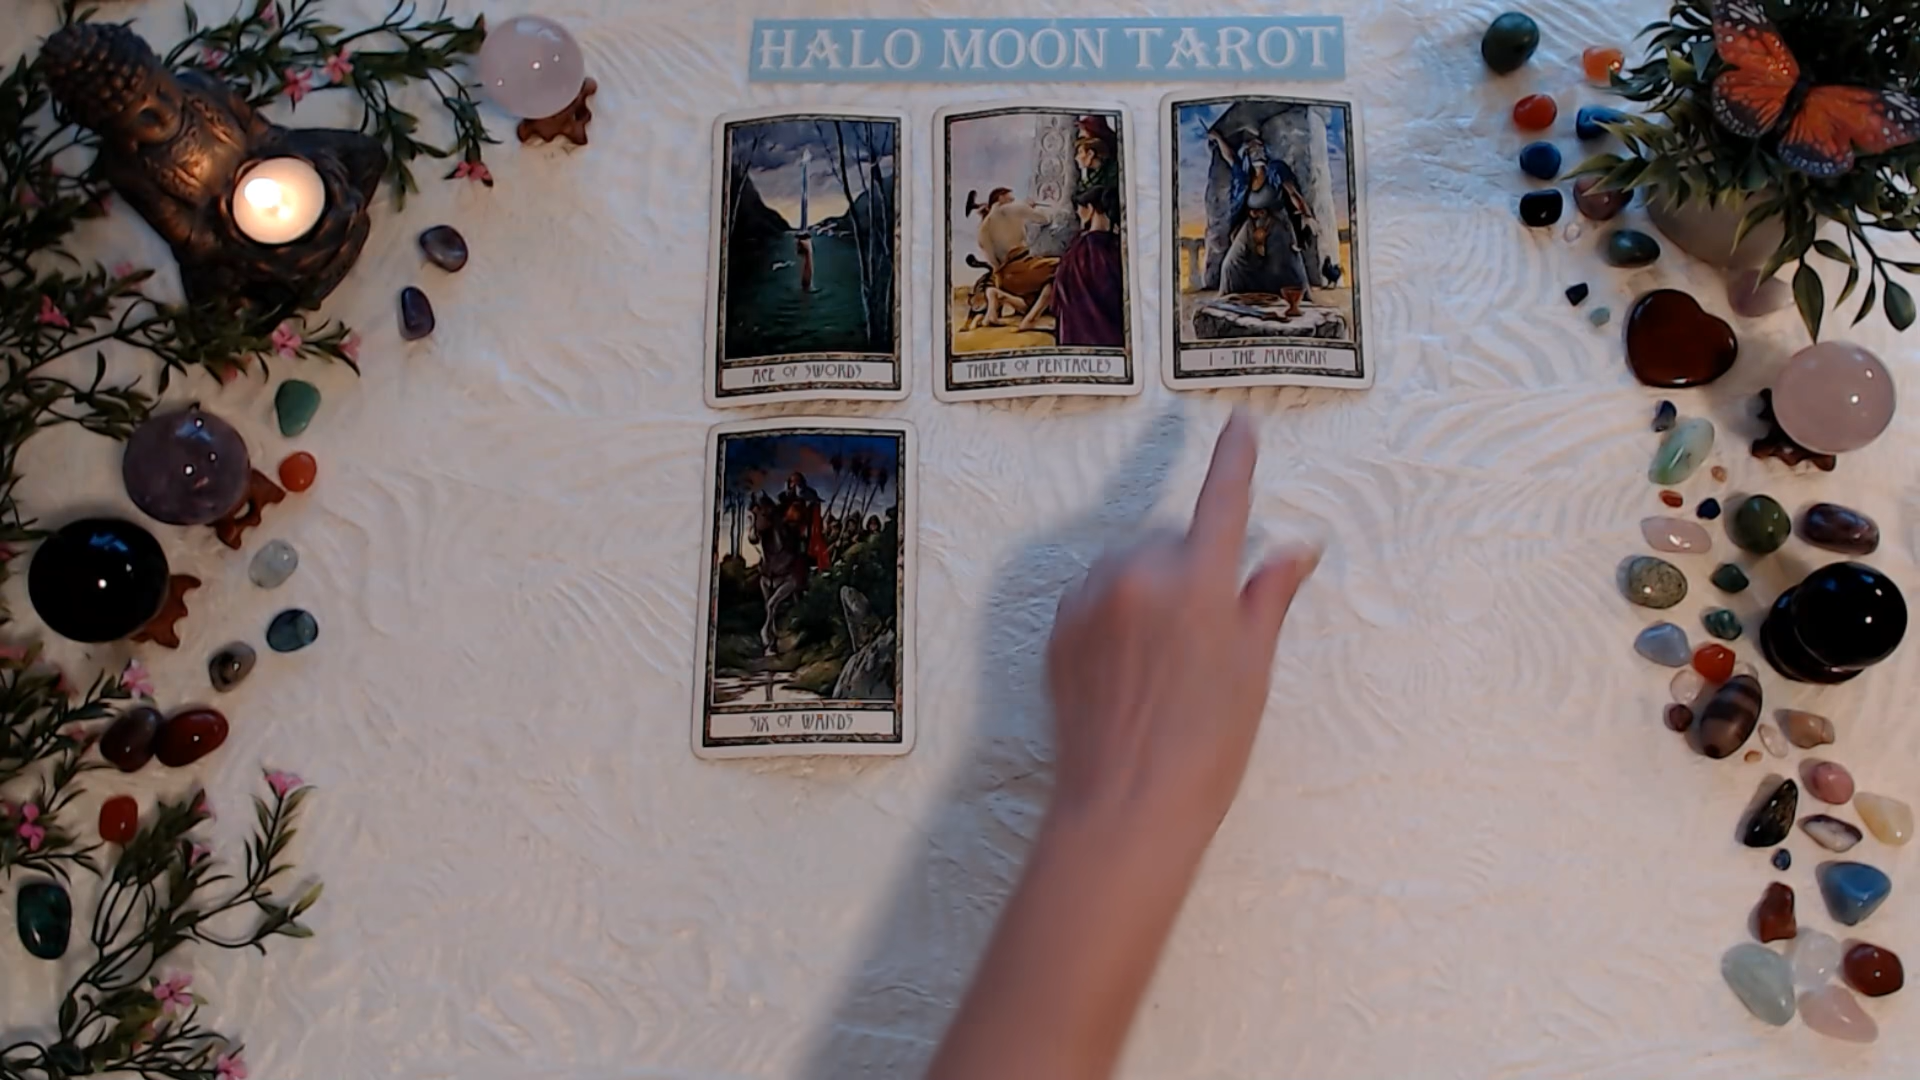 HALO MOON TAROT
ACE OF SWORDS
THREE OF PENTACLES
I · THE MAGICIAN
SIX OF WANDS